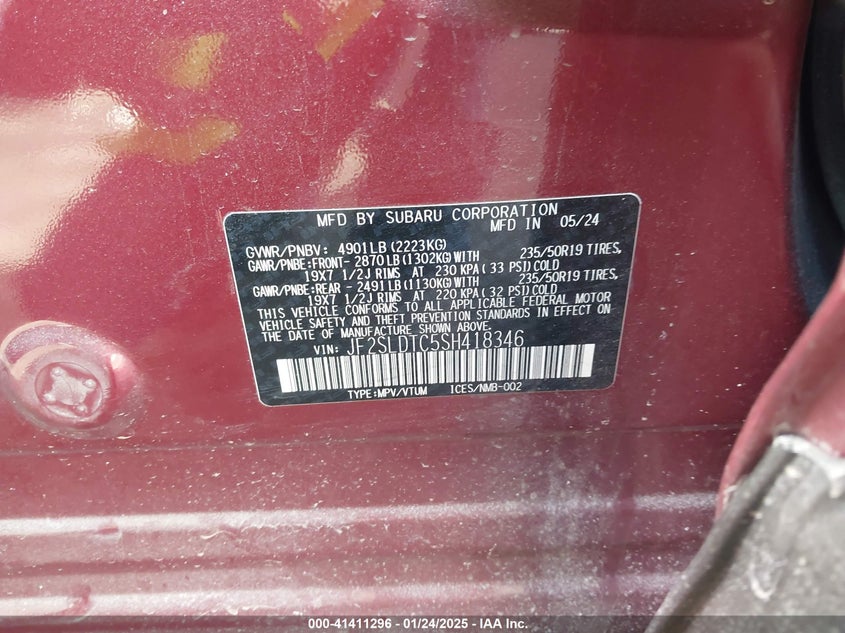 MFD BY SUBARU CORPORATION
MFD IN 05/24
GVWR/PNBV: 4901LB (2223KG)
GAWR/PNBE:FRONT- 2870LB (1302KG)WITH 235/50R19 TIRES,
19X7 1/2J RIMS AT 230 KPA( 33 PSI)COLD
GAWR/PNBE:REAR - 2491LB (1130KG)WITH 235/50R19 TIRES,
19X7 1/2J RIMS AT 220 KPA( 32 PSI)COLD
THIS VEHICLE CONFORMS TO ALL APPLICABLE FEDERAL MOTOR
VEHICLE SAFETY AND THEFT PREVENTION STANDARDS IN EFFECT ON
THE DATE OF MANUFACTURE SHOWN ABOVE.
VIN: JF2SLDTC5SH418346
TYPE:MPV/VTUM ICES/NMB-002
000-41411296 - 01/24/2025 - IAA Inc.